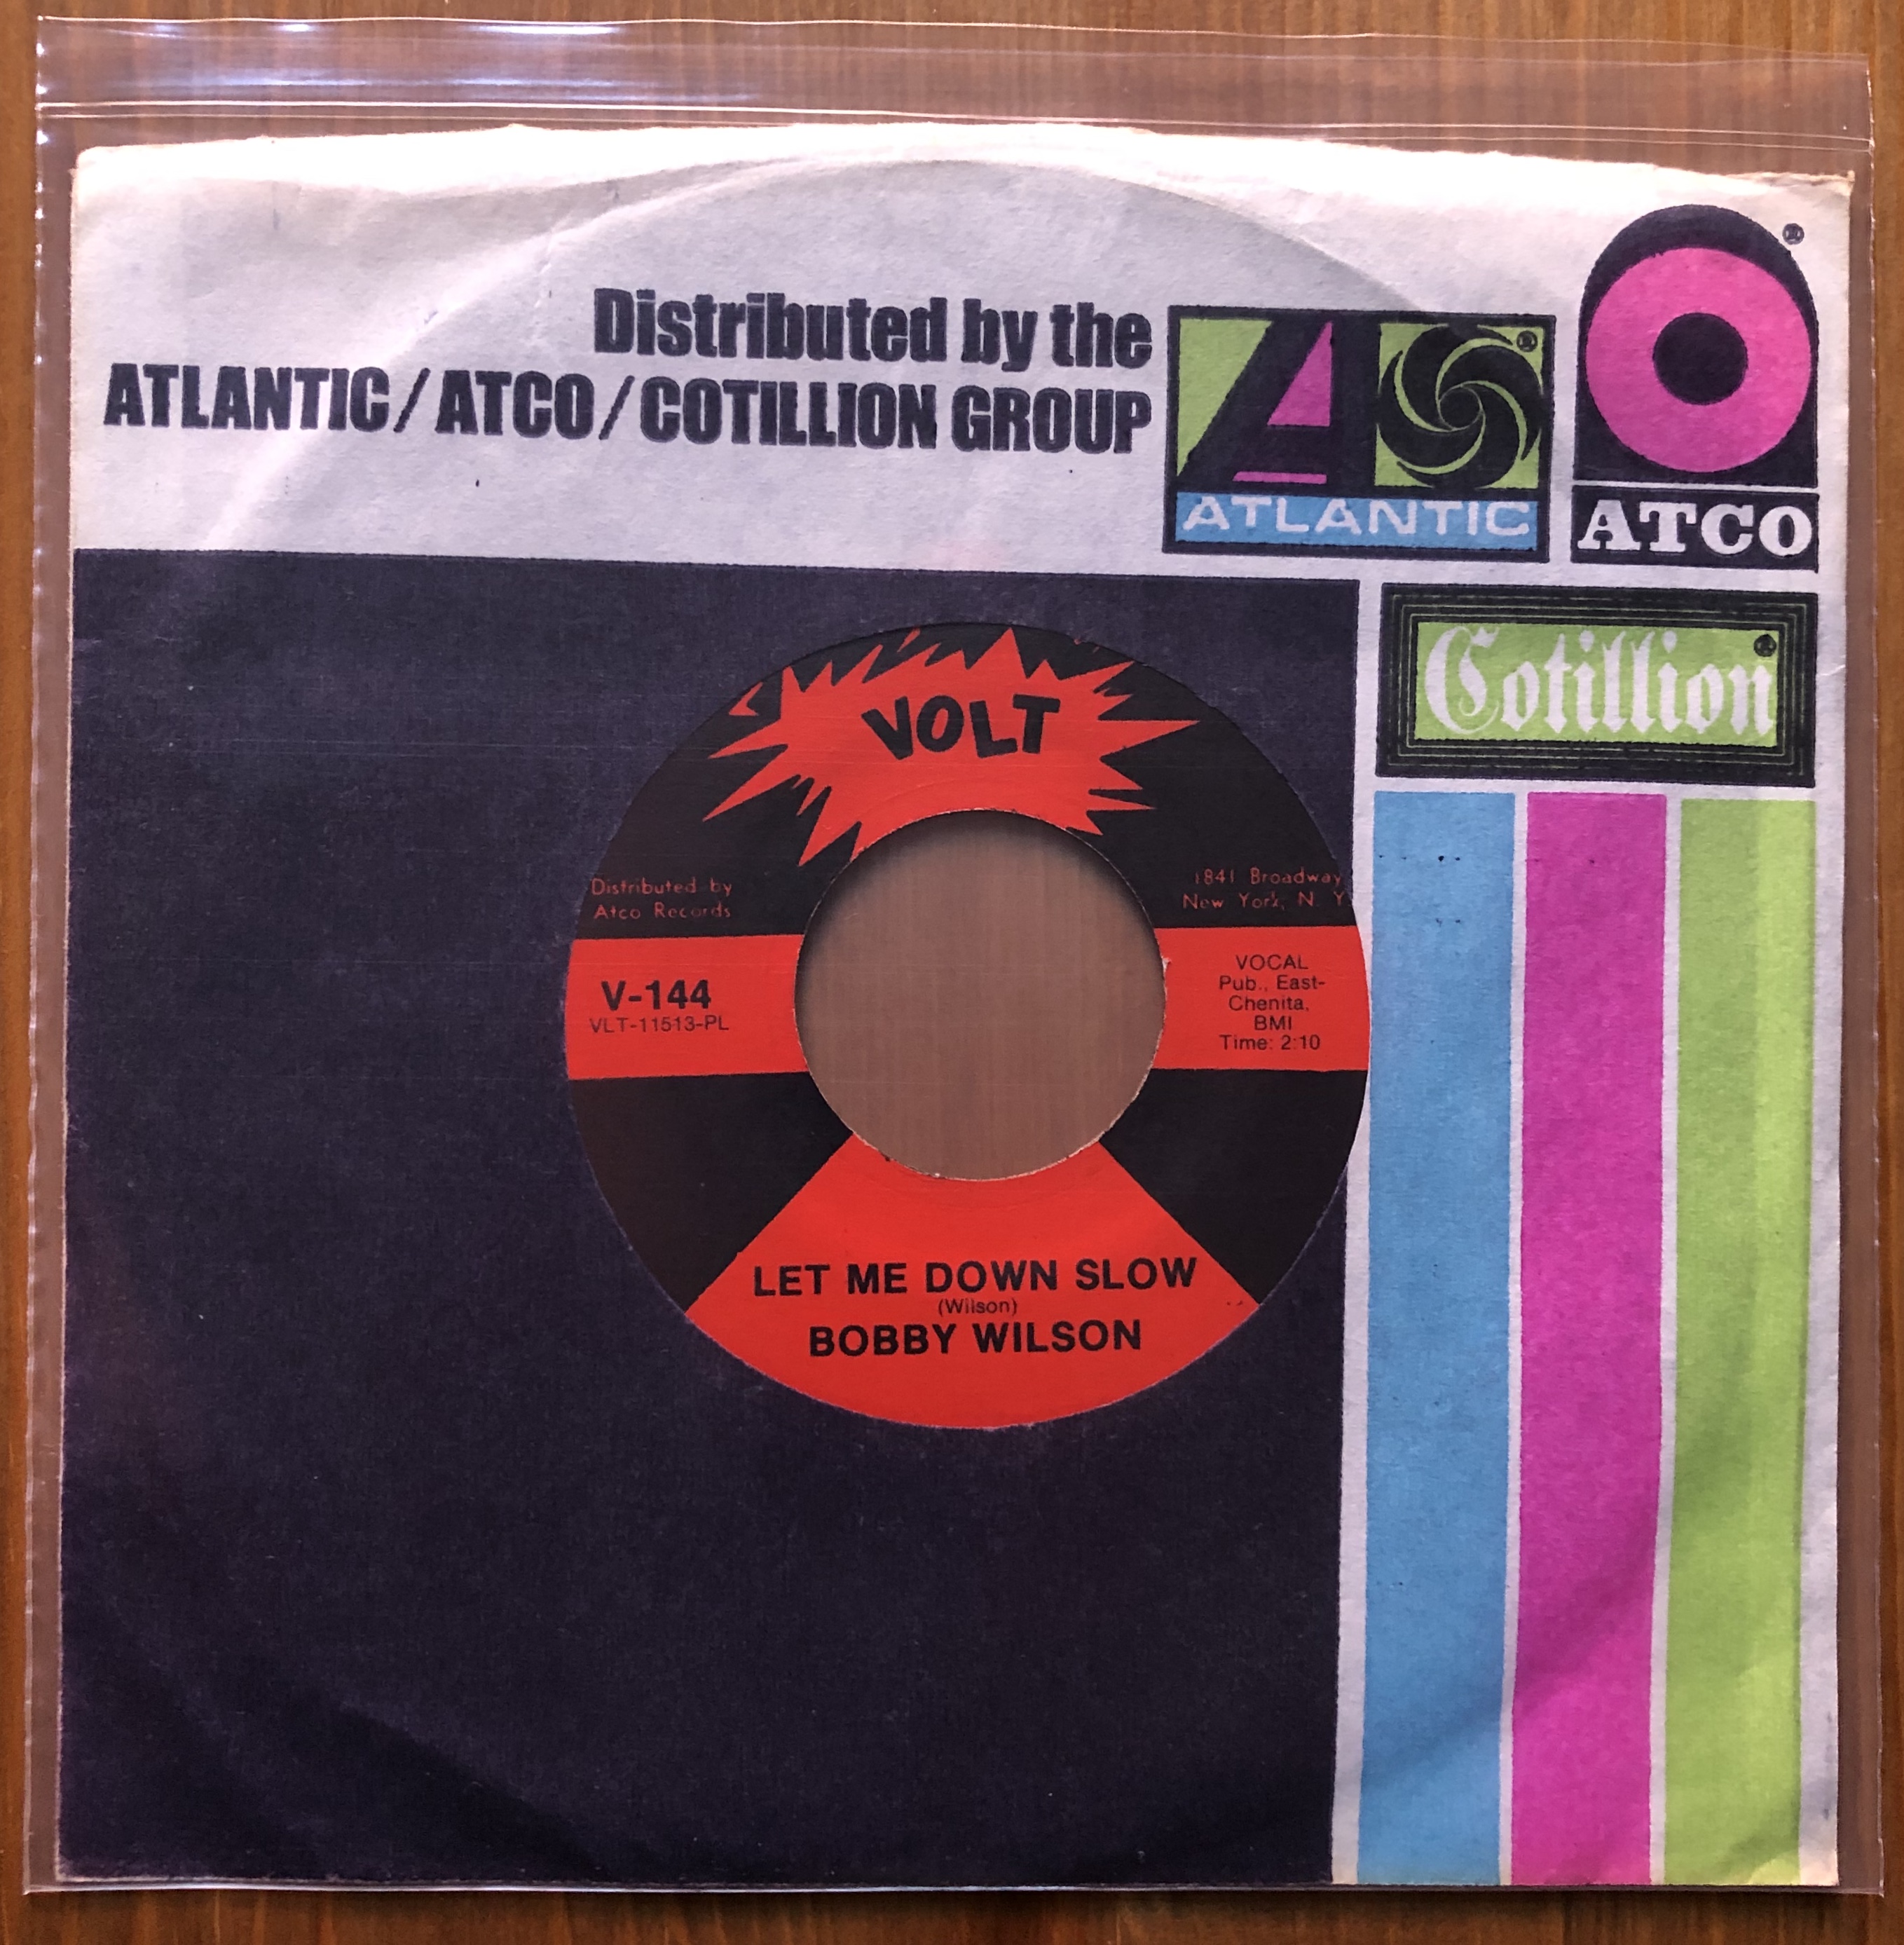 Distributed by the
ATLANTIC/ATCO/COTILLION GROUP
ATLANTIC
ATCO
Cotillion
VOLT
Distributed by
Atco Records
1841 Broadway
New York, N. Y.
V-144
VLT-11513-PL
VOCAL
Pub., East-
Chenita,
BMI
Time: 2:10
LET ME DOWN SLOW
(Wilson)
BOBBY WILSON